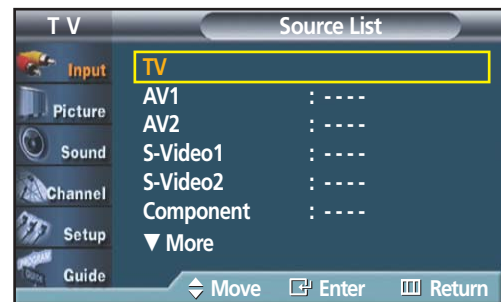 T V
Source List
Input
Picture
Sound
Channel
Setup
Guide
TV
AV1 : - - - -
AV2 : - - - -
S-Video1 : - - - -
S-Video2 : - - - -
Component : - - - -
▼ More
Move Enter Return